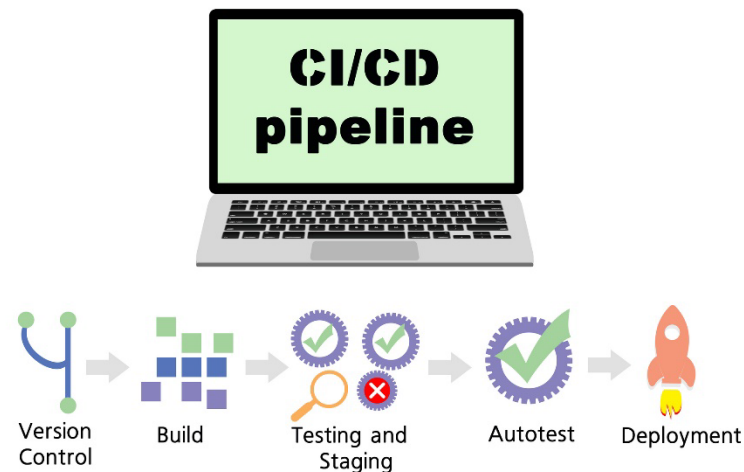 CI/CD
pipeline
Version
Control
Build
Testing and
Staging
Autotest
Deployment